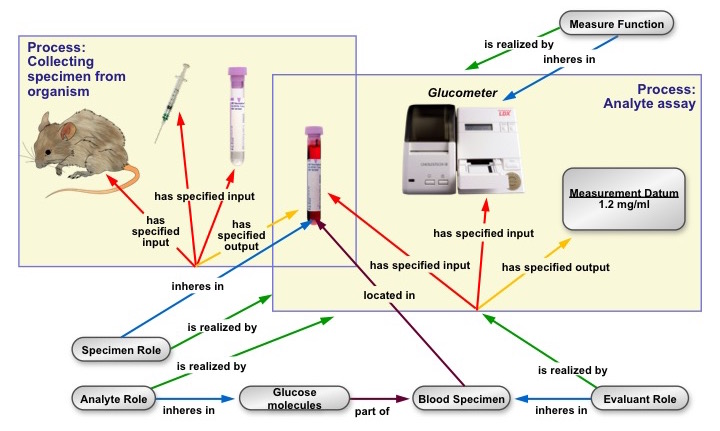 Measure Function
is realized by
inheres in
Process:
Collecting
specimen from
organism
Process:
Analyte assay
Glucometer
LDX
Measurement Datum
1.2 mg/ml
has specified input
has
specified
input
has
specified
output
has specified input
has specified input
has specified output
inheres in
located in
is realized by
Specimen Role
is realized by
is realized by
Analyte Role
inheres in
Glucose
molecules
part of
Blood Specimen
inheres in
Evaluant Role